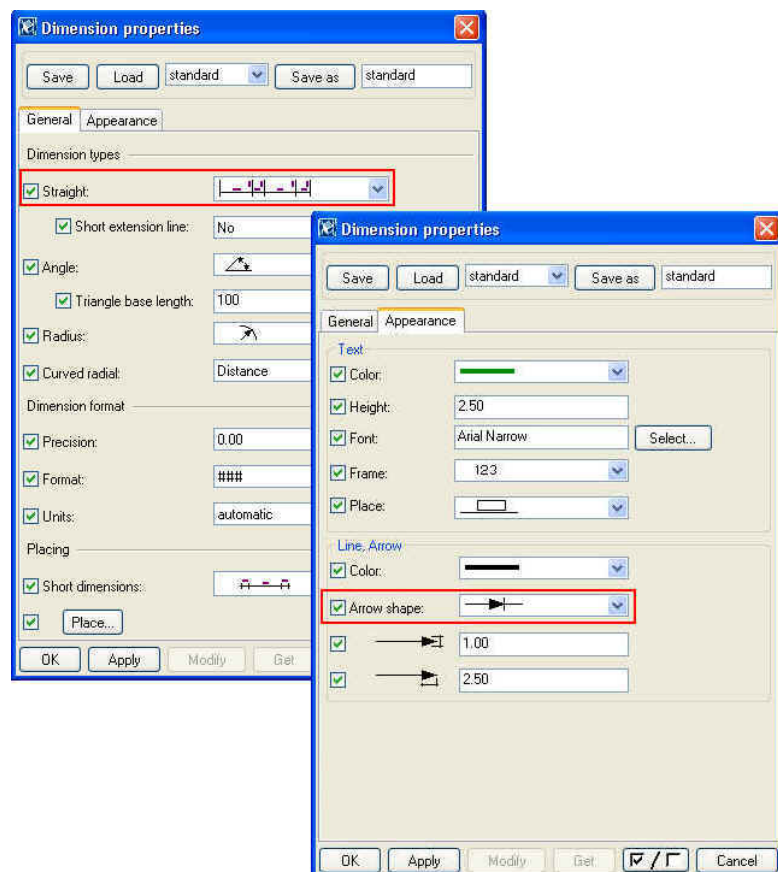 Dimension properties
Save Load standard Save as standard
General Appearance
Dimension types
Straight:
Short extension line: No
Angle:
Triangle base length: 100
Radius:
Curved radial: Distance
Dimension format
Precision: 0.00
Format: ###
Units: automatic
Placing
Short dimensions:
Place...
OK Apply Modify Get
Dimension properties
Save Load standard Save as standard
General Appearance
Text
Color:
Height: 2.50
Font: Arial Narrow Select...
Frame: 123
Place:
Line, Arrow
Color:
Arrow shape:
1.00
2.50
OK Apply Modify Get / Cancel